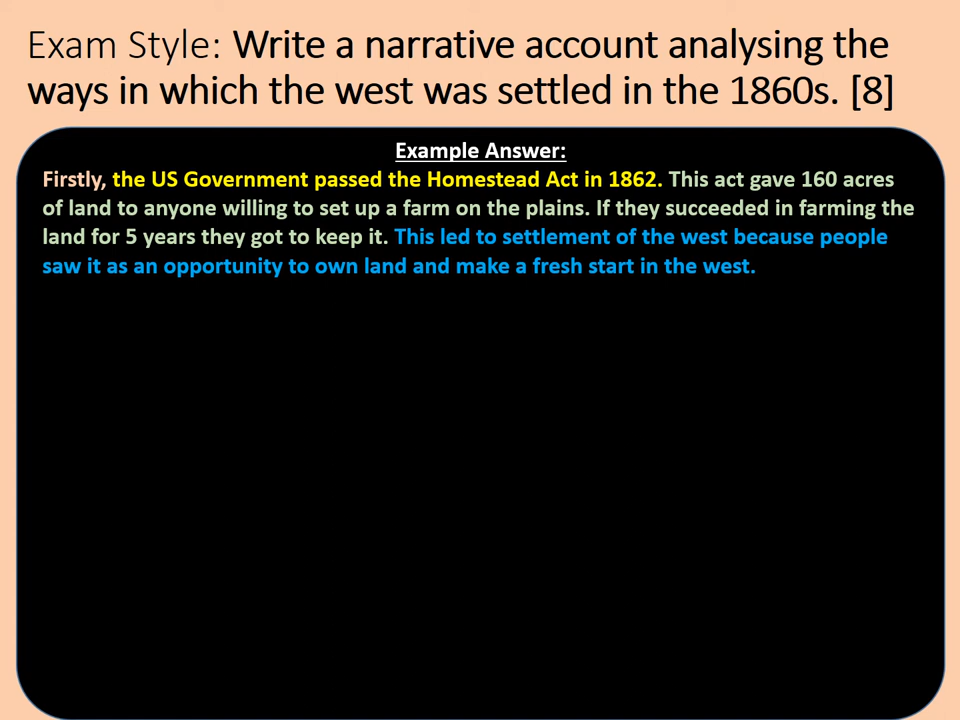 Exam Style: Write a narrative account analysing the
ways in which the west was settled in the 1860s. [8]
Example Answer:
Firstly, the US Government passed the Homestead Act in 1862. This act gave 160 acres
of land to anyone willing to set up a farm on the plains. If they succeeded in farming the
land for 5 years they got to keep it. This led to settlement of the west because people
saw it as an opportunity to own land and make a fresh start in the west.